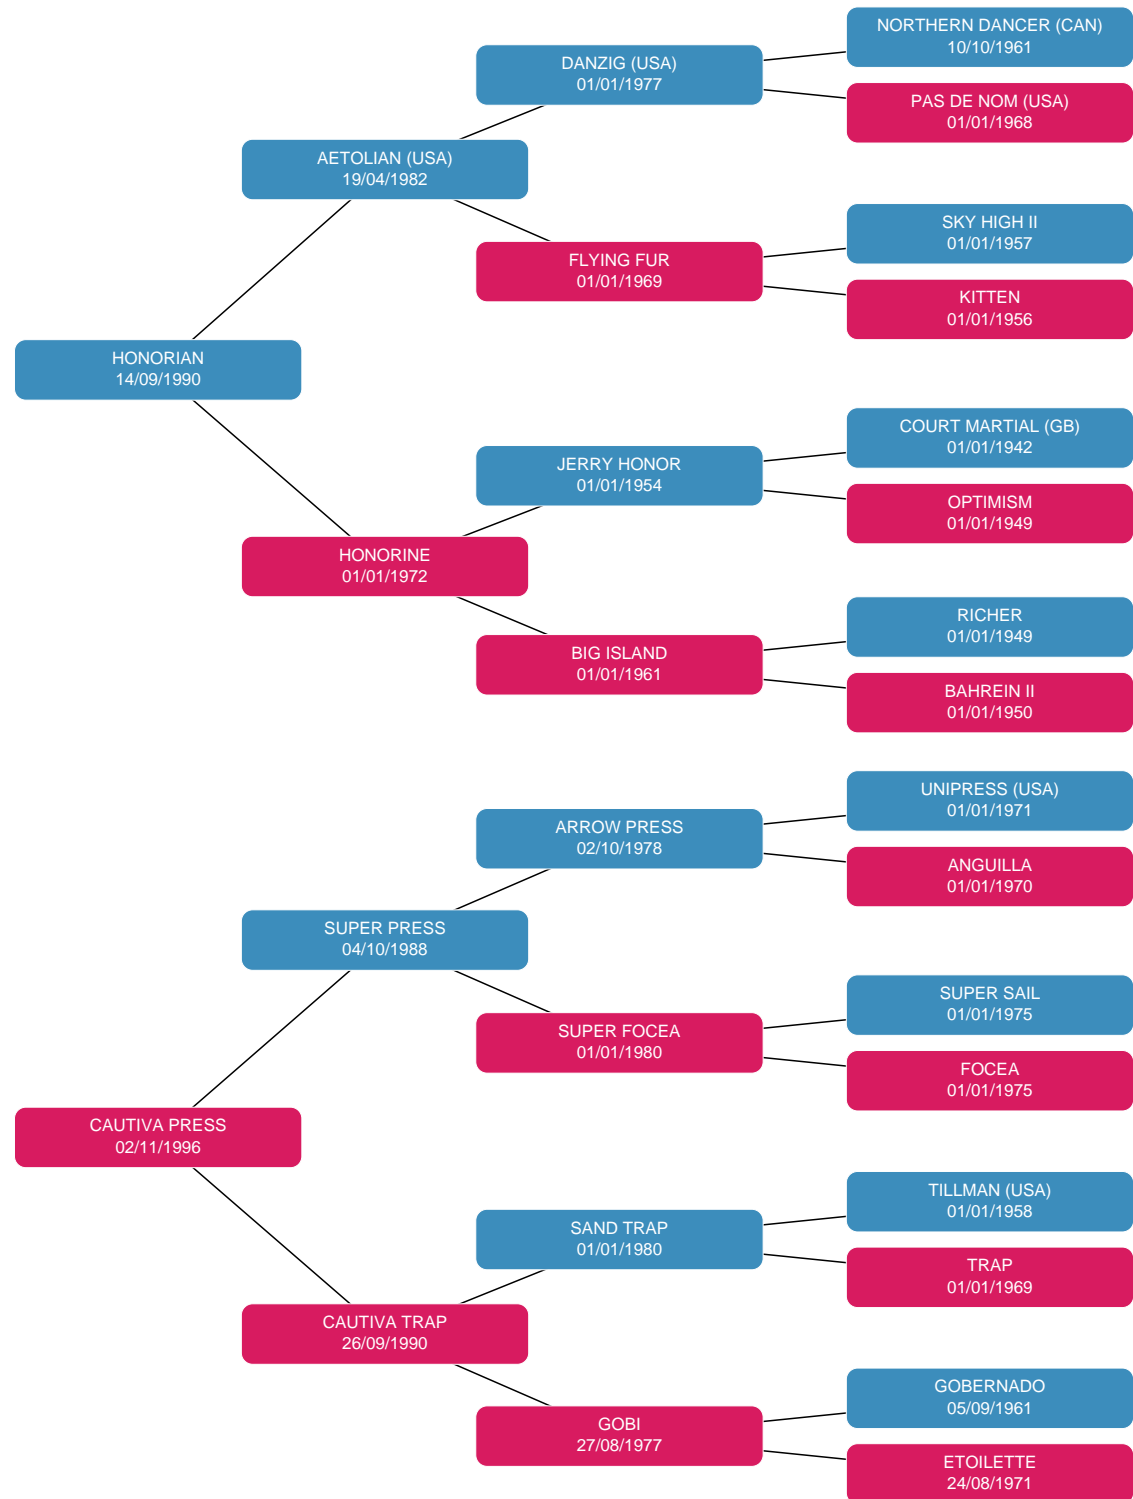 NORTHERN DANCER (CAN)
10/10/1961
DANZIG (USA)
01/01/1977
PAS DE NOM (USA)
01/01/1968
AETOLIAN (USA)
19/04/1982
SKY HIGH II
01/01/1957
FLYING FUR
01/01/1969
KITTEN
01/01/1956
HONORIAN
14/09/1990
COURT MARTIAL (GB)
01/01/1942
JERRY HONOR
01/01/1954
OPTIMISM
01/01/1949
HONORINE
01/01/1972
RICHER
01/01/1949
BIG ISLAND
01/01/1961
BAHREIN II
01/01/1950
UNIPRESS (USA)
01/01/1971
ARROW PRESS
02/10/1978
ANGUILLA
01/01/1970
SUPER PRESS
04/10/1988
SUPER SAIL
01/01/1975
SUPER FOCEA
01/01/1980
FOCEA
01/01/1975
CAUTIVA PRESS
02/11/1996
TILLMAN (USA)
01/01/1958
SAND TRAP
01/01/1980
TRAP
01/01/1969
CAUTIVA TRAP
26/09/1990
GOBERNADO
05/09/1961
GOBI
27/08/1977
ETOILETTE
24/08/1971